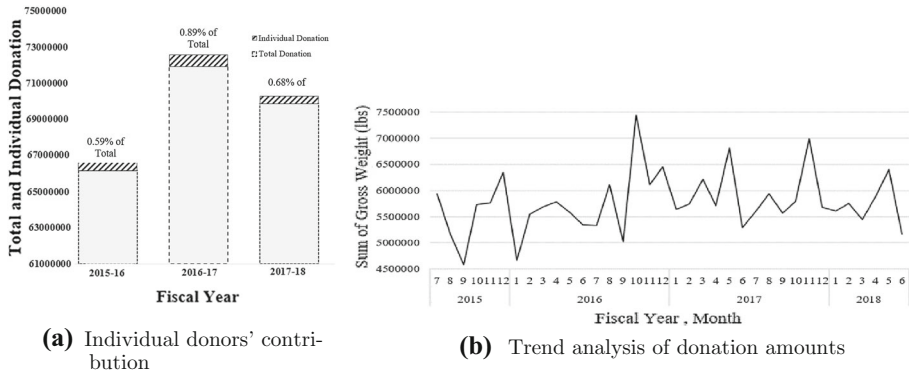 75000000
73000000
71000000
69000000
67000000
65000000
63000000
61000000
Total and Individual Donation
0.59% of
Total
0.89% of
Total
0.68% of
Individual Donation
Total Donation
2015-16 2016-17 2017-18
Fiscal Year
(a) Individual donors' contri-
bution
7500000
7000000
6500000
6000000
5500000
5000000
4500000
Sum of Gross Weight (lbs)
7 8 9 10 11 12 1 2 3 4 5 6 7 8 9 10 11 12 1 2 3 4 5 6 7 8 9 10 11 12 1 2 3 4 5 6
2015 2016 2017 2018
Fiscal Year , Month
(b) Trend analysis of donation amounts